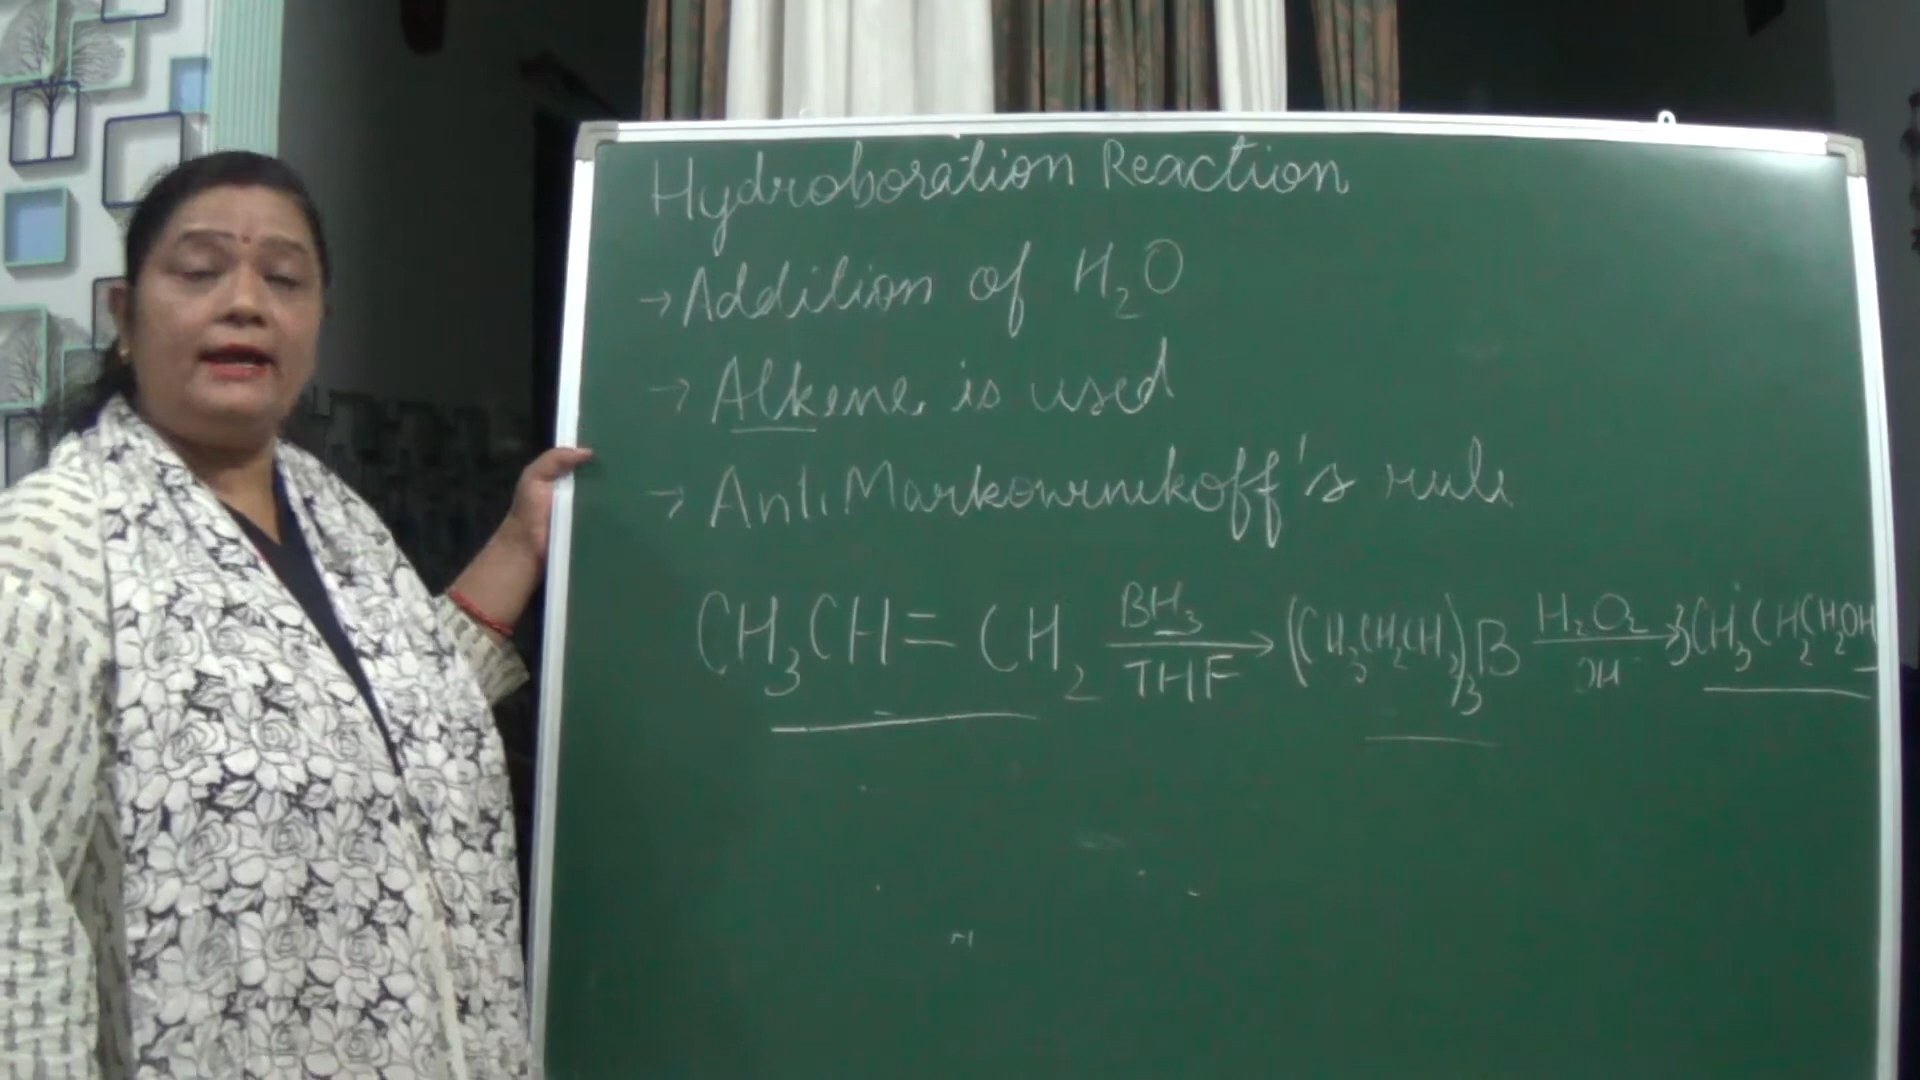 Hydroboration Reaction
→ Addition of H₂O
→ Alkene is used
→ Anti Markownikoff's rule
CH₃CH=CH₂ BH₃/THF → (CH₃CH₂CH₂)₃B H₂O₂/OH⁻ → 3CH₃CH₂CH₂OH